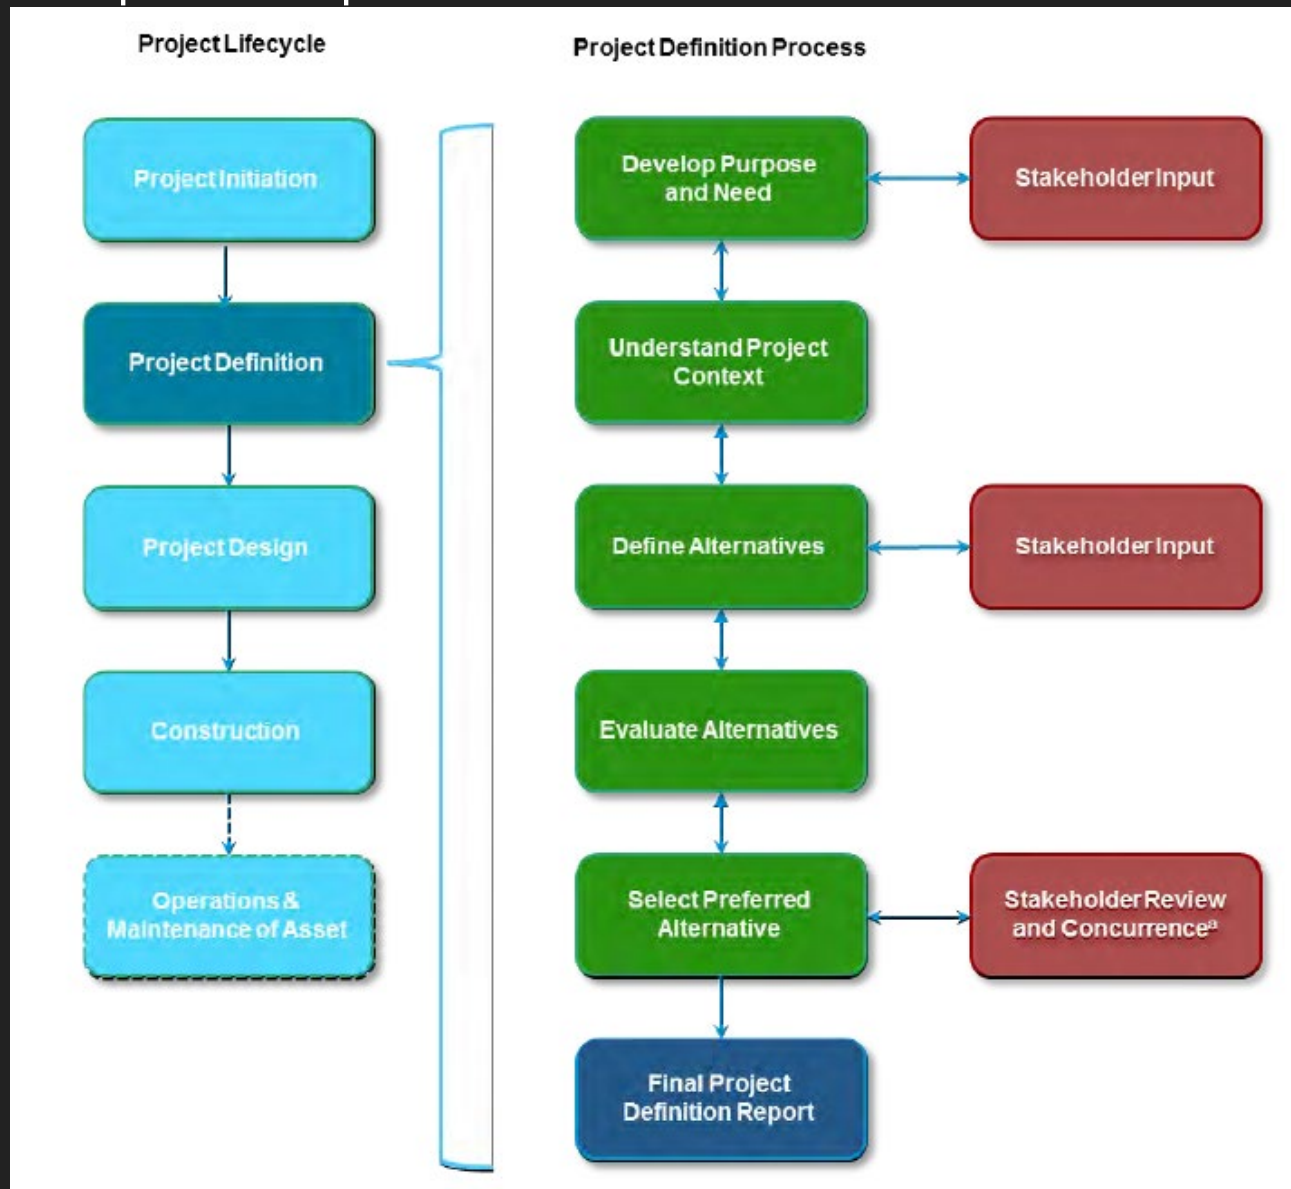 Project Lifecycle
Project Definition Process
Project Initiation
Project Definition
Project Design
Construction
Operations &
Maintenance of Asset
Develop Purpose
and Need
Stakeholder Input
Understand Project
Context
Define Alternatives
Stakeholder Input
Evaluate Alternatives
Select Preferred
Alternative
Stakeholder Review
and Concurrenceᵃ
Final Project
Definition Report